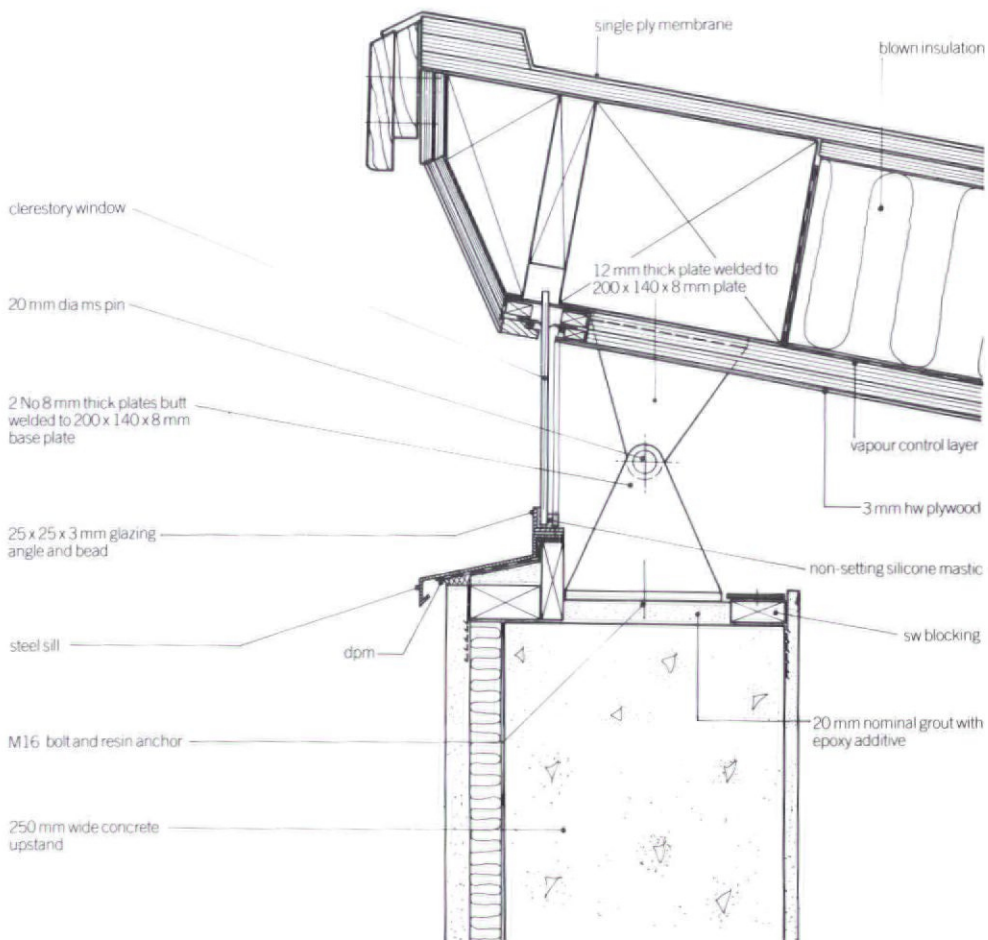 single ply membrane
blown insulation
clerestory window
12 mm thick plate welded to
200 x 140 x 8 mm plate
20 mm dia ms pin
2 No 8 mm thick plates butt
welded to 200 x 140 x 8 mm
base plate
vapour control layer
3 mm hw plywood
25 x 25 x 3 mm glazing
angle and bead
non-setting silicone mastic
steel sill
dpm
sw blocking
M16 bolt and resin anchor
20 mm nominal grout with
epoxy additive
250 mm wide concrete
upstand